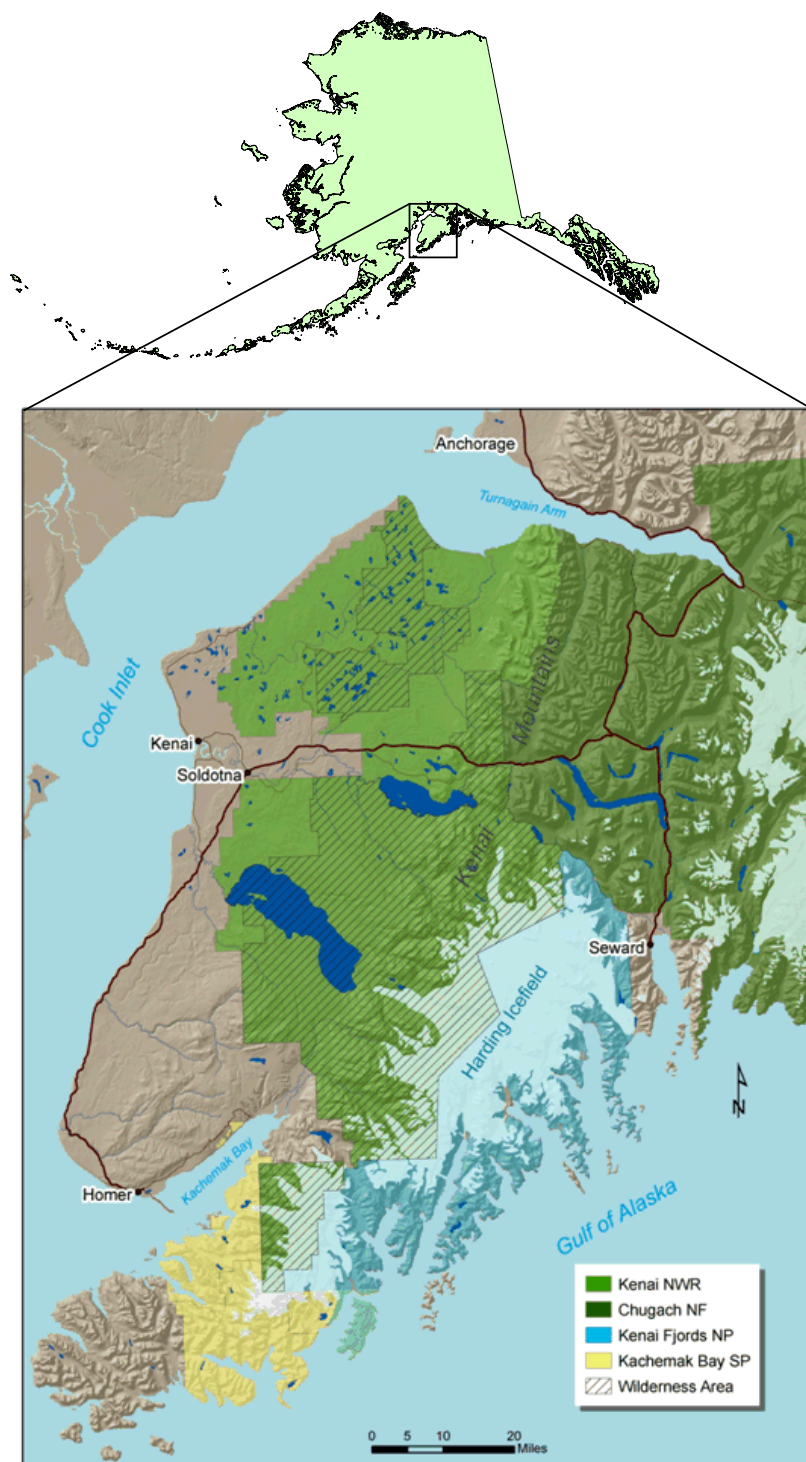 Anchorage
Turnagain Arm
Cook Inlet
Kenai
Soldotna
Kenai Mountains
Seward
Harding Icefield
Homer
Kachemak Bay
Gulf of Alaska
N
Kenai NWR
Chugach NF
Kenai Fjords NP
Kachemak Bay SP
Wilderness Area
0 5 10 20
Miles